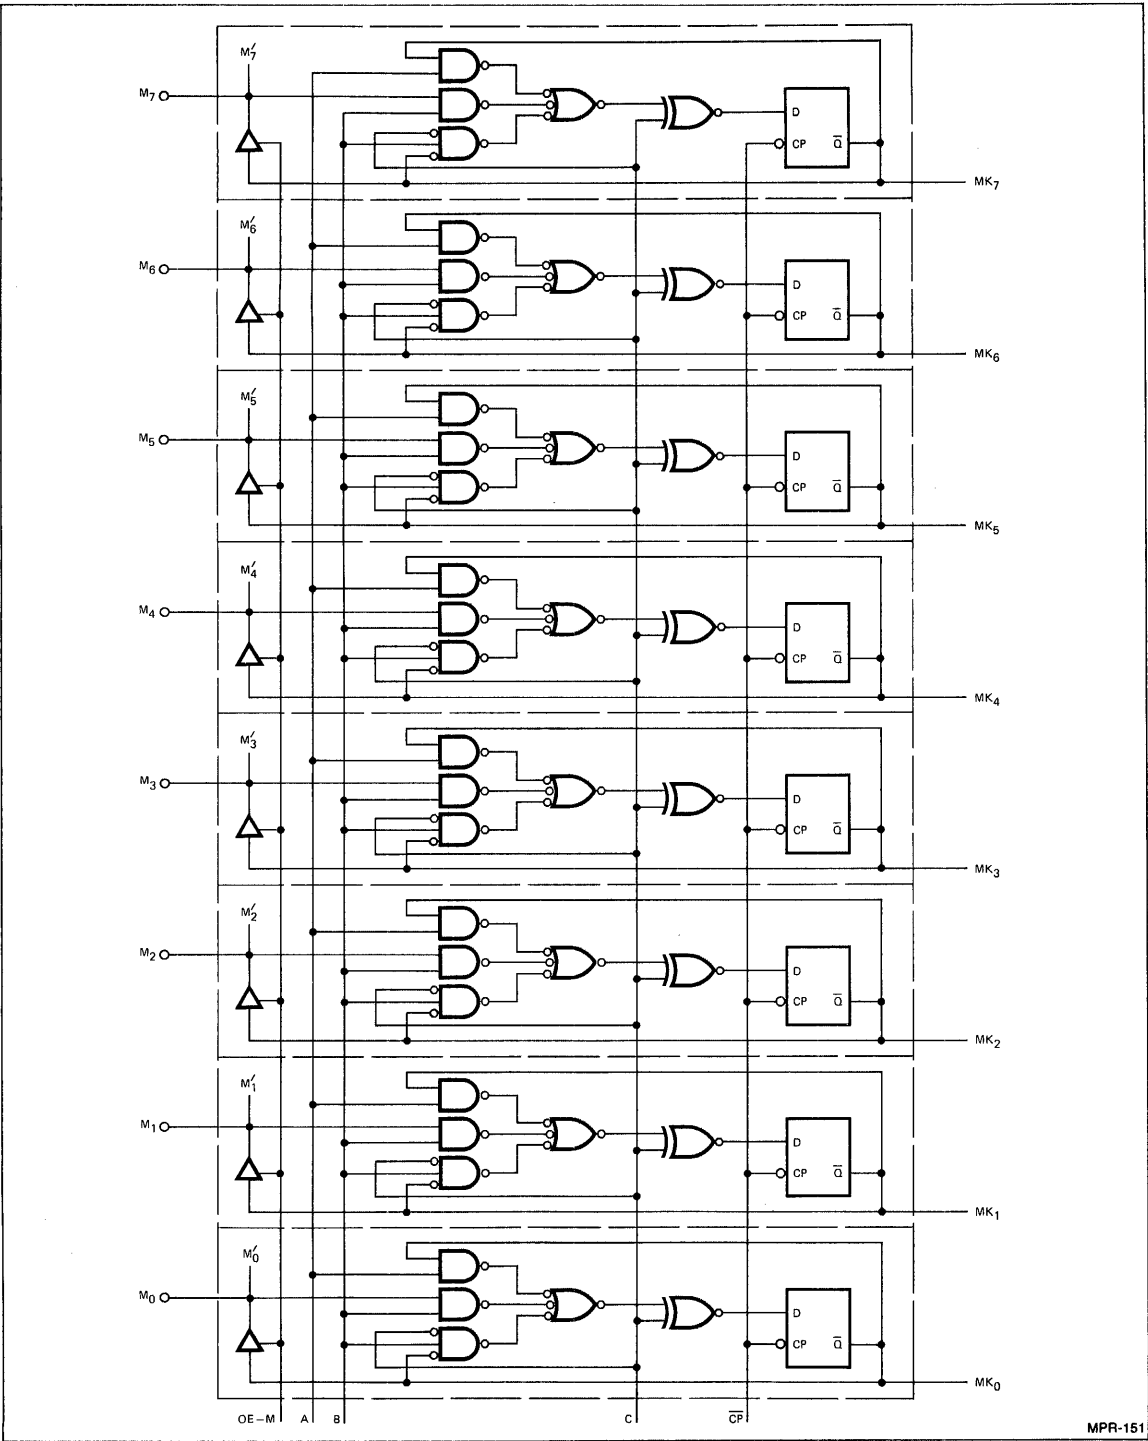 M′7
M7
D
CP Q̅
MK7
M′6
M6
D
CP Q̅
MK6
M′5
M5
D
CP Q̅
MK5
M′4
M4
D
CP Q̅
MK4
M′3
M3
D
CP Q̅
MK3
M′2
M2
D
CP Q̅
MK2
M′1
M1
D
CP Q̅
MK1
M′0
M0
D
CP Q̅
MK0
OE–M A B C C̅P̅
MPR-151